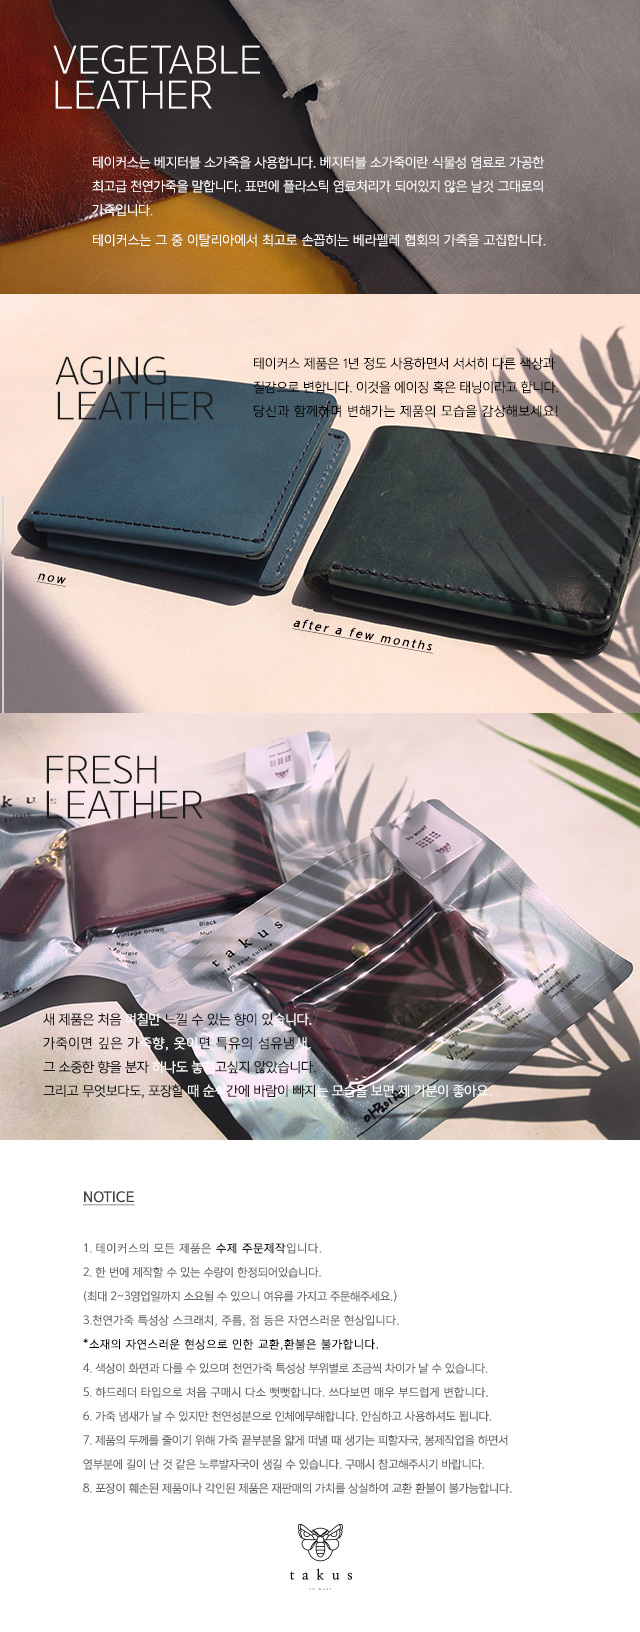 VEGETABLE
LEATHER
테이커스는 베지터블 소가죽을 사용합니다. 베지터블 소가죽이란 식물성 염료로 가공한
최고급 천연가죽을 말합니다. 표면에 플라스틱 염료처리가 되어있지 않은 날것 그대로의
가죽입니다.
테이커스는 그 중 이탈리아에서 최고로 손꼽히는 베라펠레 협회의 가죽을 고집합니다.
AGING
LEATHER
테이커스 제품은 1년 정도 사용하면서 서서히 다른 색상과
질감으로 변합니다. 이것을 에이징 혹은 태닝이라고 합니다.
당신과 함께하며 변해가는 제품의 모습을 감상해보세요!
now
after a few months
FRESH
LEATHER
kus
SO WHAT
Vintage brown
Red
Purple
Camel
Black
takus
craft your culture
Black
새 제품은 처음 며칠만 느낄 수 있는 향이 있습니다.
가죽이면 깊은 가죽향, 옷이면 특유의 섬유냄새.
그 소중한 향을 분자 하나도 놓치고싶지 않았습니다.
그리고 무엇보다도, 포장할 때 순식간에 바람이 빠지는 모습을 보면 제 기분이 좋아요.
NOTICE
1. 테이커스의 모든 제품은 수제 주문제작입니다.
2. 한 번에 제작할 수 있는 수량이 한정되어있습니다.
(최대 2~3영업일까지 소요될 수 있으니 여유를 가지고 주문해주세요.)
3.천연가죽 특성상 스크래치, 주름, 점 등은 자연스러운 현상입니다.
*소재의 자연스러운 현상으로 인한 교환,환불은 불가합니다.
4. 색상이 화면과 다를 수 있으며 천연가죽 특성상 부위별로 조금씩 차이가 날 수 있습니다.
5. 하드레더 타입으로 처음 구매시 다소 뻣뻣합니다. 쓰다보면 매우 부드럽게 변합니다.
6. 가죽 냄새가 날 수 있지만 천연성분으로 인체에무해합니다. 안심하고 사용하셔도 됩니다.
7. 제품의 두께를 줄이기 위해 가죽 끝부분을 얇게 떠낼 때 생기는 피할자국, 봉제작업을 하면서
옆부분에 길이 난 것 같은 노루발자국이 생길 수 있습니다. 구매시 참고해주시기 바랍니다.
8. 포장이 훼손된 제품이나 각인된 제품은 재판매의 가치를 상실하여 교환 환불이 불가능합니다.
takus